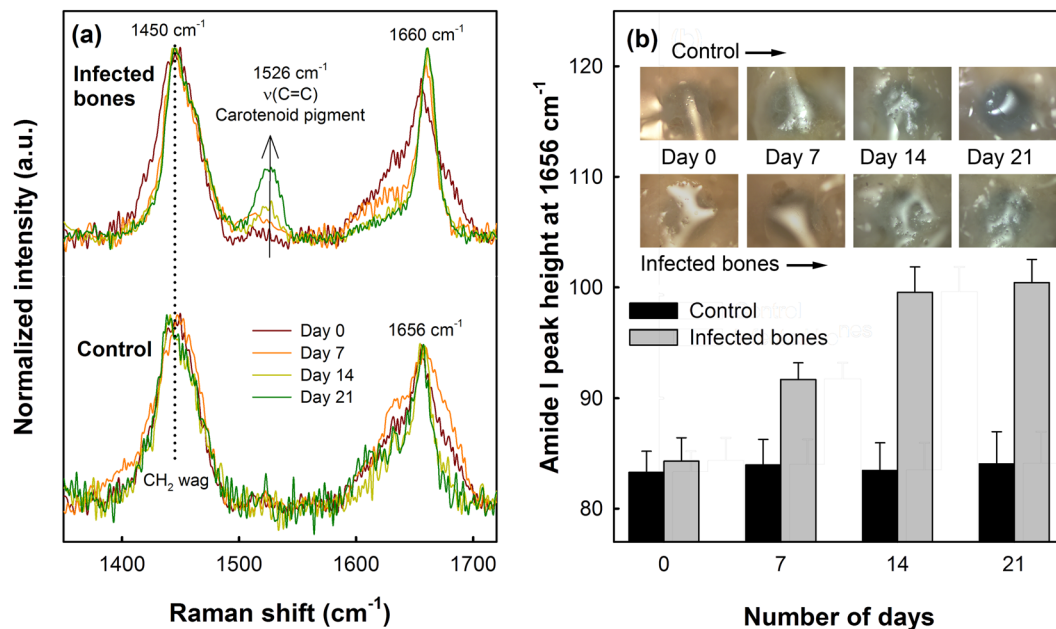 (a)
1450 cm⁻¹
1660 cm⁻¹
Infected
bones
1526 cm⁻¹
ν(C=C)
Carotenoid pigment
Control
1656 cm⁻¹
Day 0
Day 7
Day 14
Day 21
CH₂ wag
Normalized intensity (a.u.)
1400
1500
1600
1700
Raman shift (cm⁻¹)
(b)
Control
Day 0
Day 7
Day 14
Day 21
Infected bones
Control
Infected bones
Amide I peak height at 1656 cm⁻¹
120
110
100
90
80
0
7
14
21
Number of days